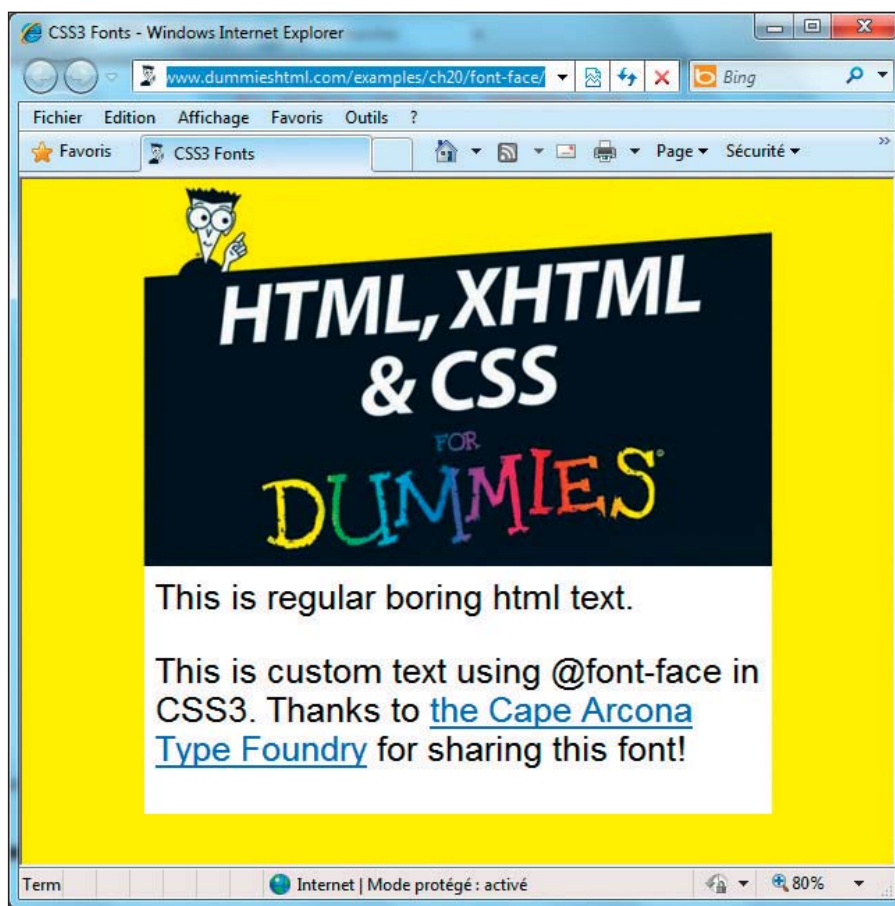 CSS3 Fonts - Windows Internet Explorer
www.dummieshtml.com/examples/ch20/font-face/
Bing
Fichier Edition Affichage Favoris Outils ?
Favoris CSS3 Fonts Page Sécurité
HTML, XHTML
& CSS
FOR
DUMMIES
This is regular boring html text.
This is custom text using @font-face in
CSS3. Thanks to the Cape Arcona
Type Foundry for sharing this font!
Term Internet | Mode protégé : activé 80%